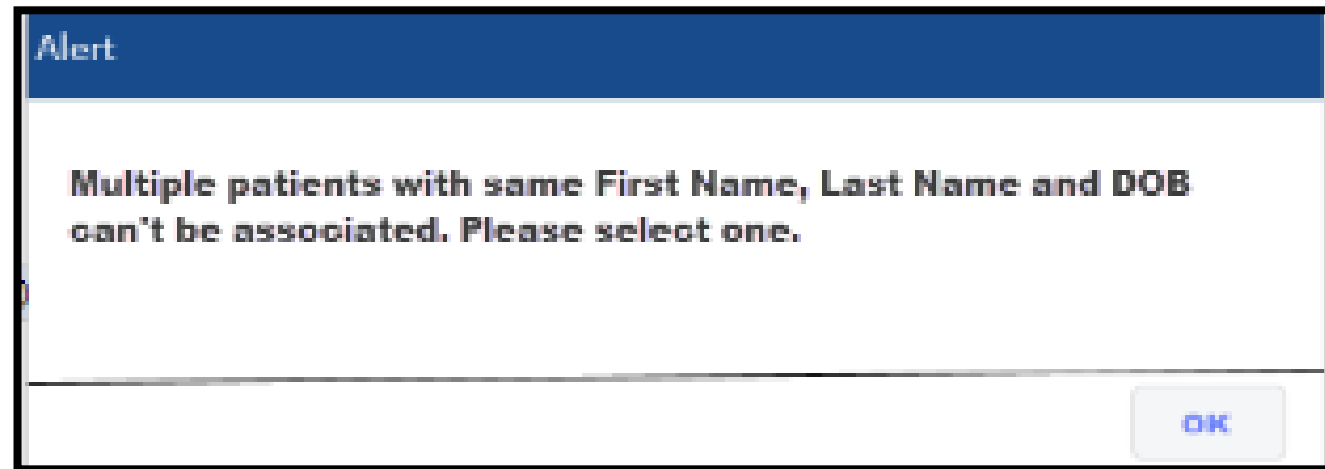 Alert
Multiple patients with same First Name, Last Name and DOB
can't be associated. Please select one.
OK